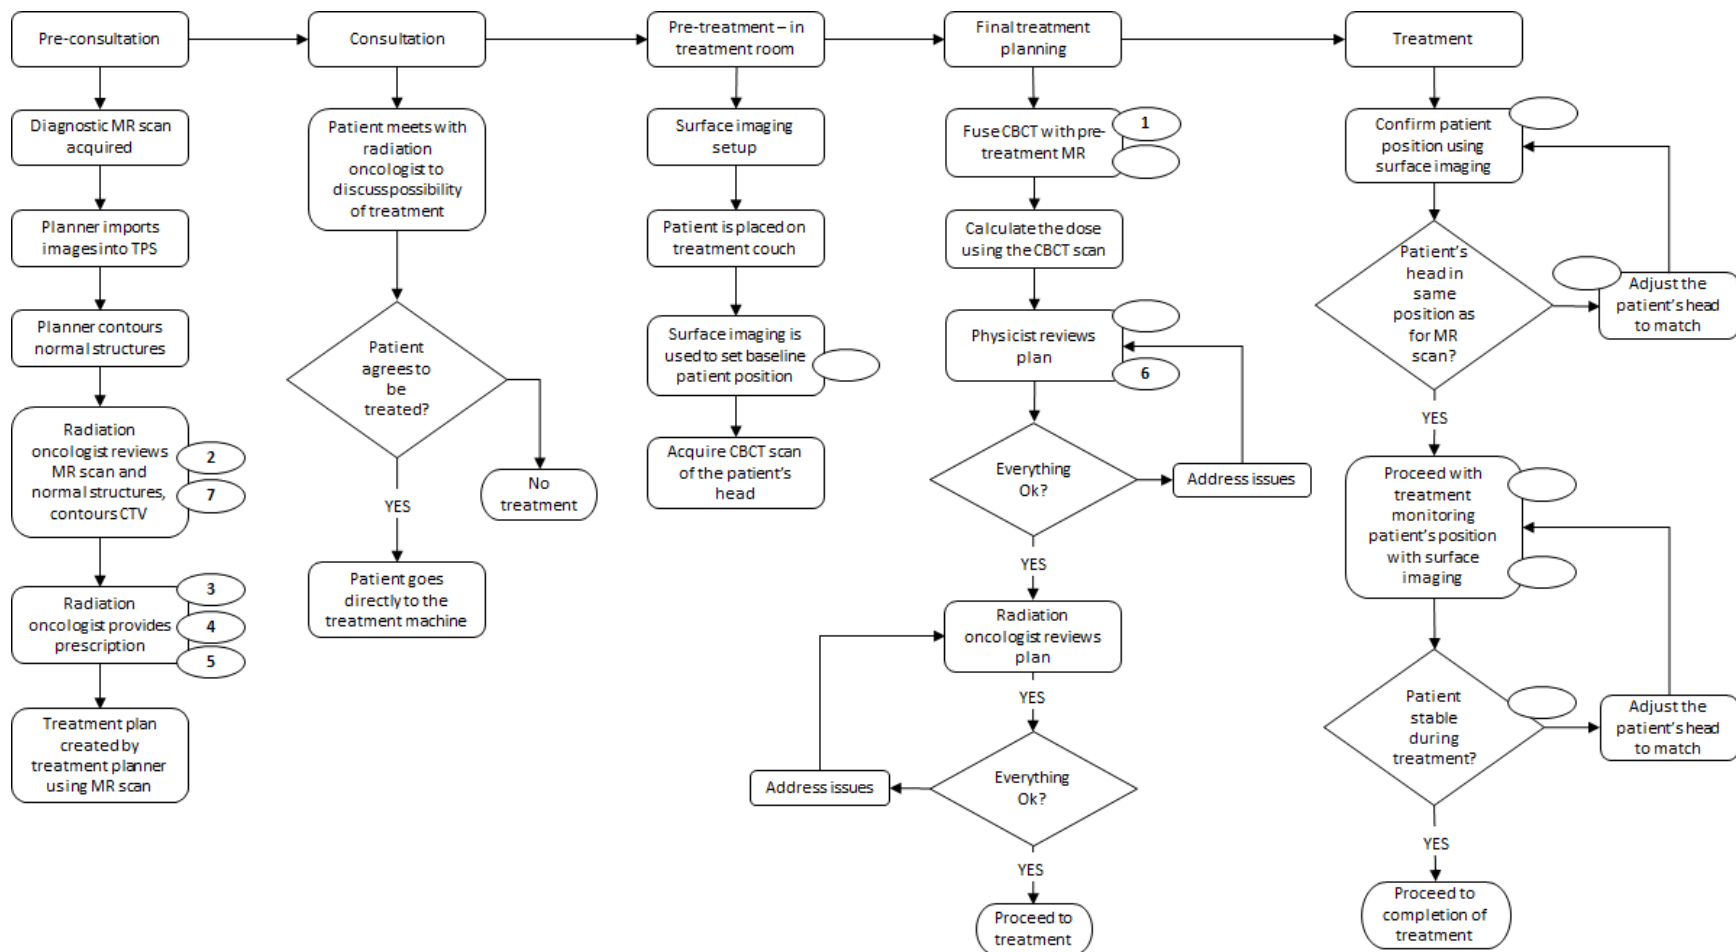 Pre-consultation
Consultation
Pre-treatment – in
treatment room
Final treatment
planning
Treatment
Diagnostic MR scan
acquired
Planner imports
images into TPS
Planner contours
normal structures
Radiation
oncologist reviews
MR scan and
normal structures,
contours CTV
2
7
Radiation
oncologist provides
prescription
3
4
5
Treatment plan
created by
treatment planner
using MR scan
Patient meets with
radiation
oncologist to
discusspossibility
of treatment
Patient
agrees to
be
treated?
No
treatment
YES
Patient goes
directly to the
treatment machine
Surface imaging
setup
Patient is placed on
treatment couch
Surface imaging is
used to set baseline
patient position
Acquire CBCT scan
of the patient's
head
Fuse CBCT with pre-
treatment MR
1
Calculate the dose
using the CBCT scan
Physicist reviews
plan
6
Everything
Ok?
Address issues
YES
Radiation
oncologist reviews
plan
YES
Everything
Ok?
Address issues
YES
Proceed to
treatment
Confirm patient
position using
surface imaging
Patient's
head in
same
position as
for MR
scan?
Adjust the
patient's head
to match
YES
Proceed with
treatment
monitoring
patient's position
with surface
imaging
Patient
stable
during
treatment?
Adjust the
patient's head
to match
YES
Proceed to
completion of
treatment